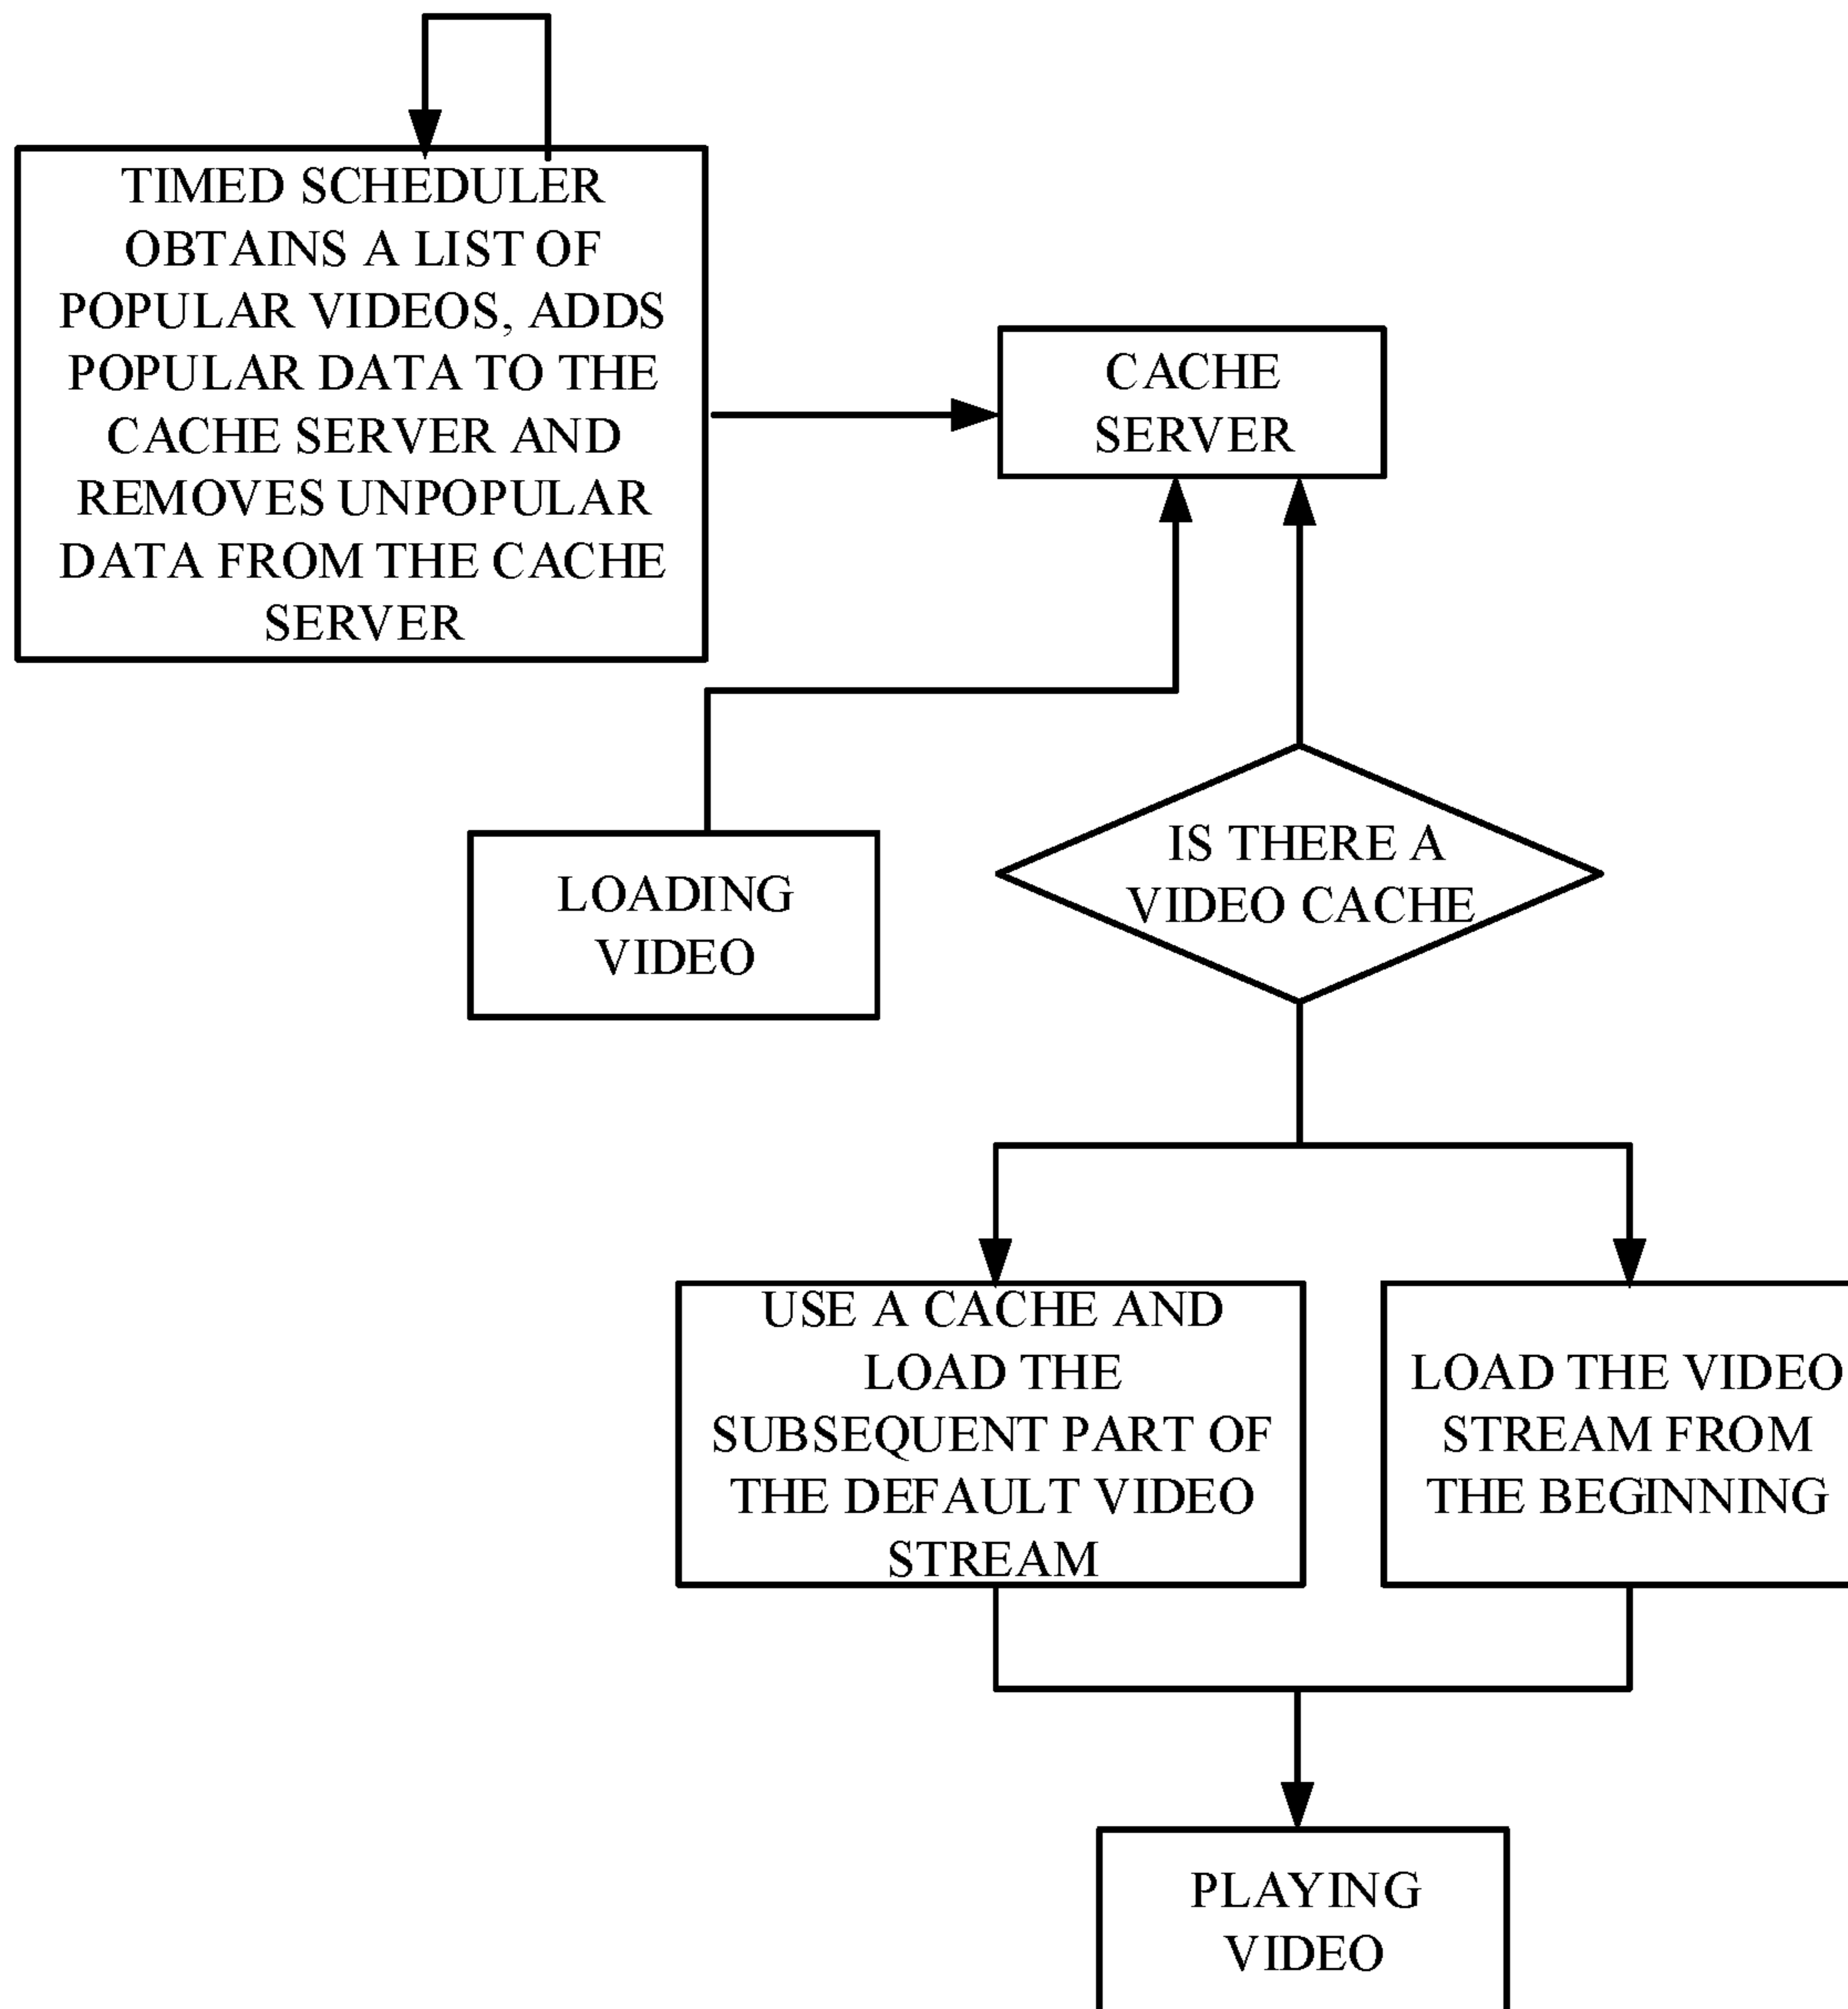 TIMED SCHEDULER
OBTAINS A LIST OF
POPULAR VIDEOS, ADDS
POPULAR DATA TO THE
CACHE SERVER AND
REMOVES UNPOPULAR
DATA FROM THE CACHE
SERVER
CACHE
SERVER
LOADING
VIDEO
IS THERE A
VIDEO CACHE
USE A CACHE AND
LOAD THE
SUBSEQUENT PART OF
THE DEFAULT VIDEO
STREAM
LOAD THE VIDEO
STREAM FROM
THE BEGINNING
PLAYING
VIDEO